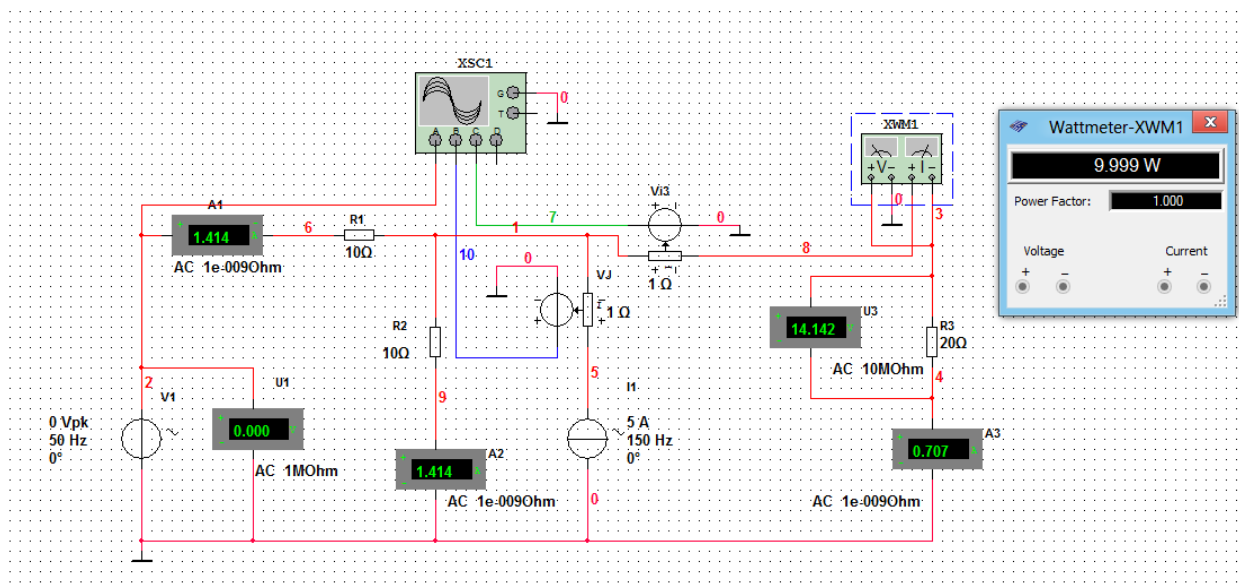 XSC1
G
T
0
A B C D
XWM1
+V- +I-
0
3
Wattmeter-XWM1
x
9.999 W
Power Factor:
1.000
Voltage
Current
+ - + -
A1
1.414 A
AC 1e-009Ohm
6
R1
10Ω
10
7
1
Vi3
+ -
0
+ -
1 Ω
8
0
VJ
1 Ω
-
+
+
R2
10Ω
9
5
U3
+
14.142 V
-
AC 10MOhm
R3
20Ω
4
2
V1
0 Vpk
50 Hz
0°
U1
+
0.000 V
-
AC 1MOhm
A2
+
1.414 A
-
AC 1e-009Ohm
I1
5 A
150 Hz
0°
0
A3
+
0.707 A
-
AC 1e-009Ohm